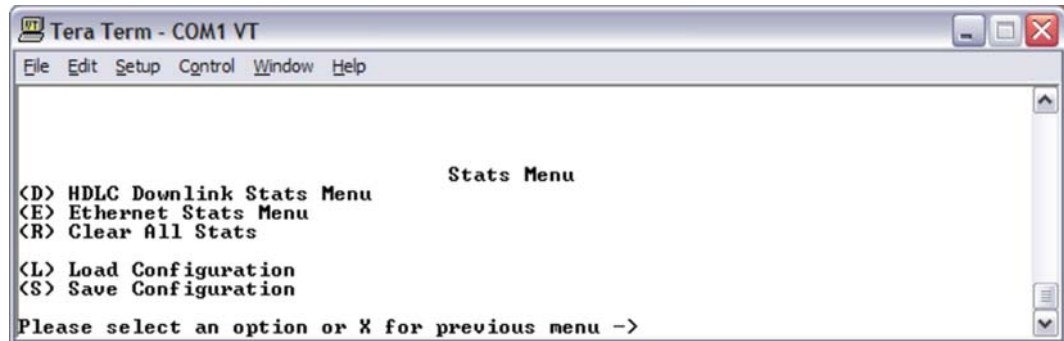 Tera Term - COM1 VT
File Edit Setup Control Window Help
Stats Menu
(D) HDLC Downlink Stats Menu
(E) Ethernet Stats Menu
(R) Clear All Stats
(L) Load Configuration
(S) Save Configuration
Please select an option or X for previous menu ->